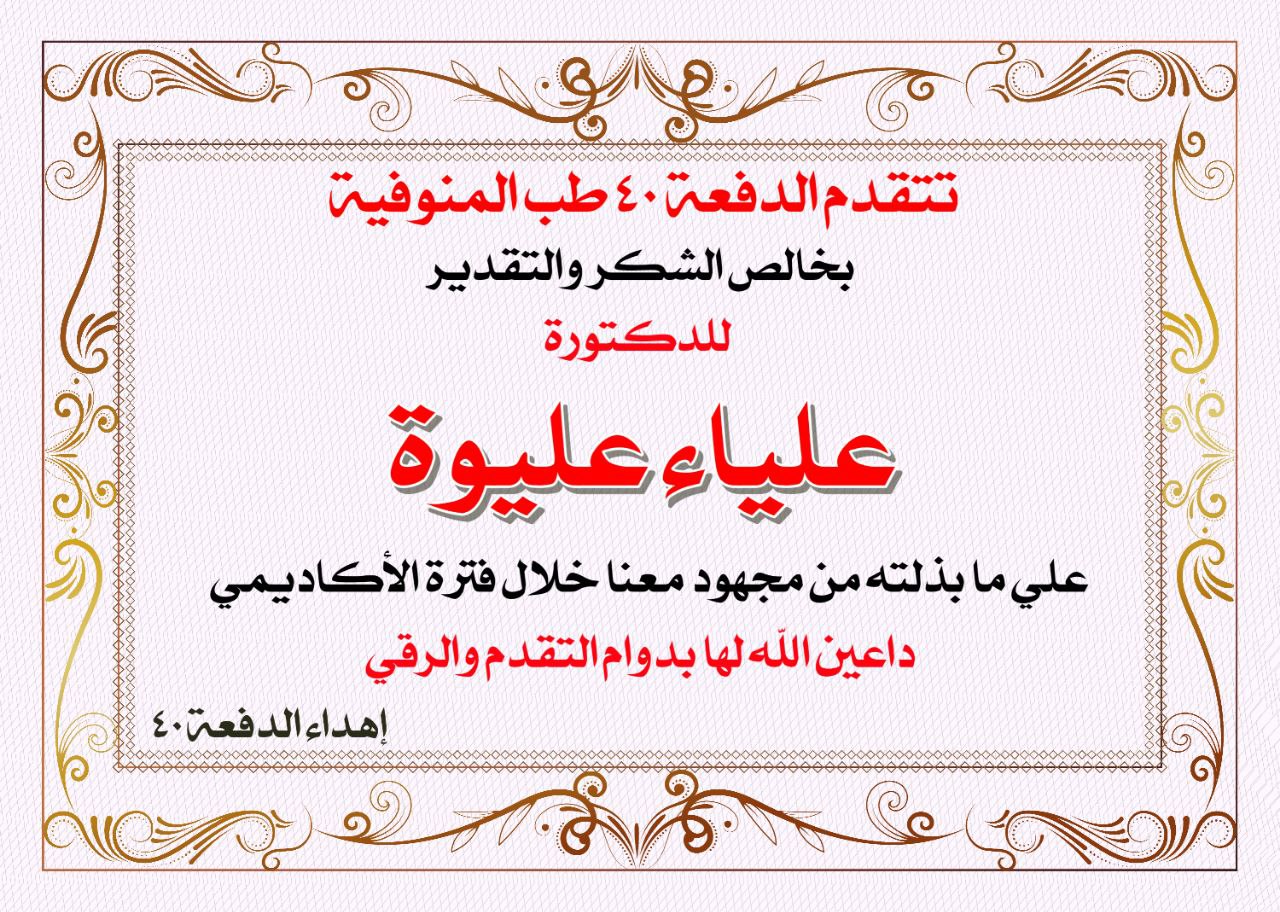 تتقدم الدفعة ٤٠ طب المنوفية
بخالص الشكر والتقدير
للدكتورة
علياء عليوة
علي ما بذلته من مجهود معنا خلال فترة الأكاديمي
داعين الله لها بدوام التقدم والرقي
إهداء الدفعة ٤٠